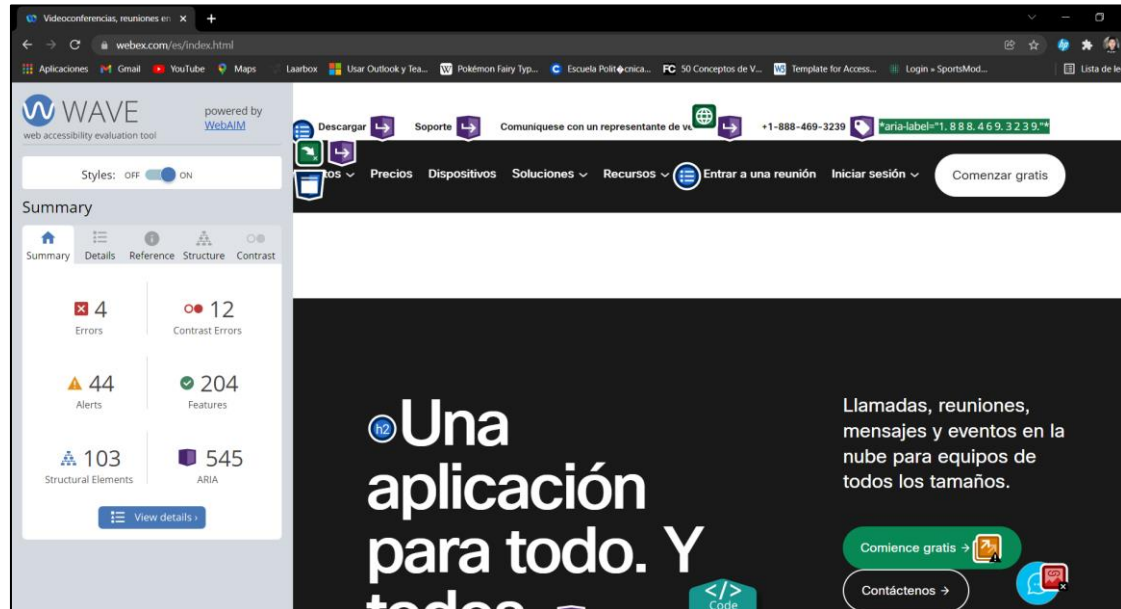 Videoconferencias, reuniones en
webex.com/es/index.html
Aplicaciones Gmail YouTube Maps Laarbox Usar Outlook y Tea... Pokémon Fairy Typ... Escuela Polit�cnica... FC 50 Conceptos de V... Template for Access... Login » SportsMod... Lista de le
WAVE
web accessibility evaluation tool
powered by
WebAIM
Styles: OFF ON
Summary
Summary Details Reference Structure Contrast
4
Errors
12
Contrast Errors
44
Alerts
204
Features
103
Structural Elements
545
ARIA
View details ›
Descargar Soporte Comuniquese con un representante de ve +1-888-469-3239 *aria-label="1. 8 8 8. 4 6 9. 3 2 3 9."*
tos Precios Dispositivos Soluciones Recursos Entrar a una reunión Iniciar sesión Comenzar gratis
h2 Una
aplicación
para todo. Y
todos
</>
Code
Llamadas, reuniones,
mensajes y eventos en la
nube para equipos de
todos los tamaños.
Comience gratis →
Contáctenos →